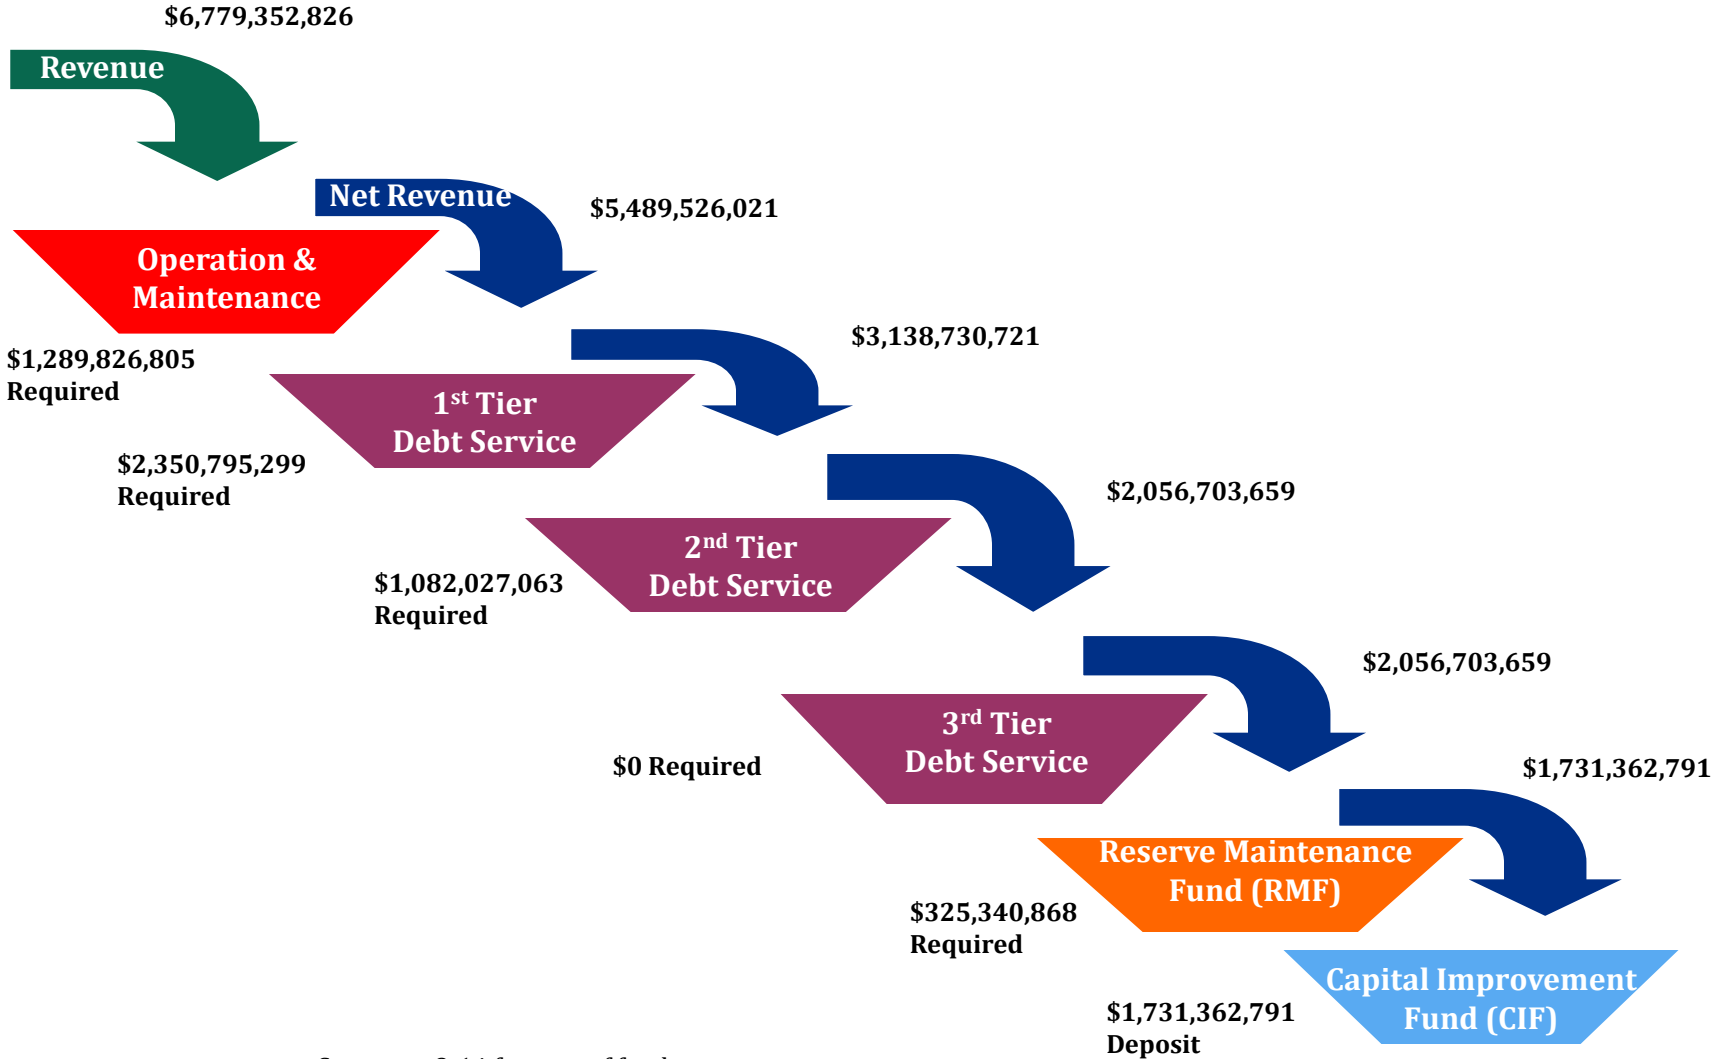 $6,779,352,826
Revenue
Net Revenue
$5,489,526,021
Operation &
Maintenance
$1,289,826,805
Required
$3,138,730,721
1st Tier
Debt Service
$2,350,795,299
Required
$2,056,703,659
2nd Tier
Debt Service
$1,082,027,063
Required
$2,056,703,659
3rd Tier
Debt Service
$0 Required
$1,731,362,791
Reserve Maintenance
Fund (RMF)
$325,340,868
Required
Capital Improvement
Fund (CIF)
$1,731,362,791
Deposit